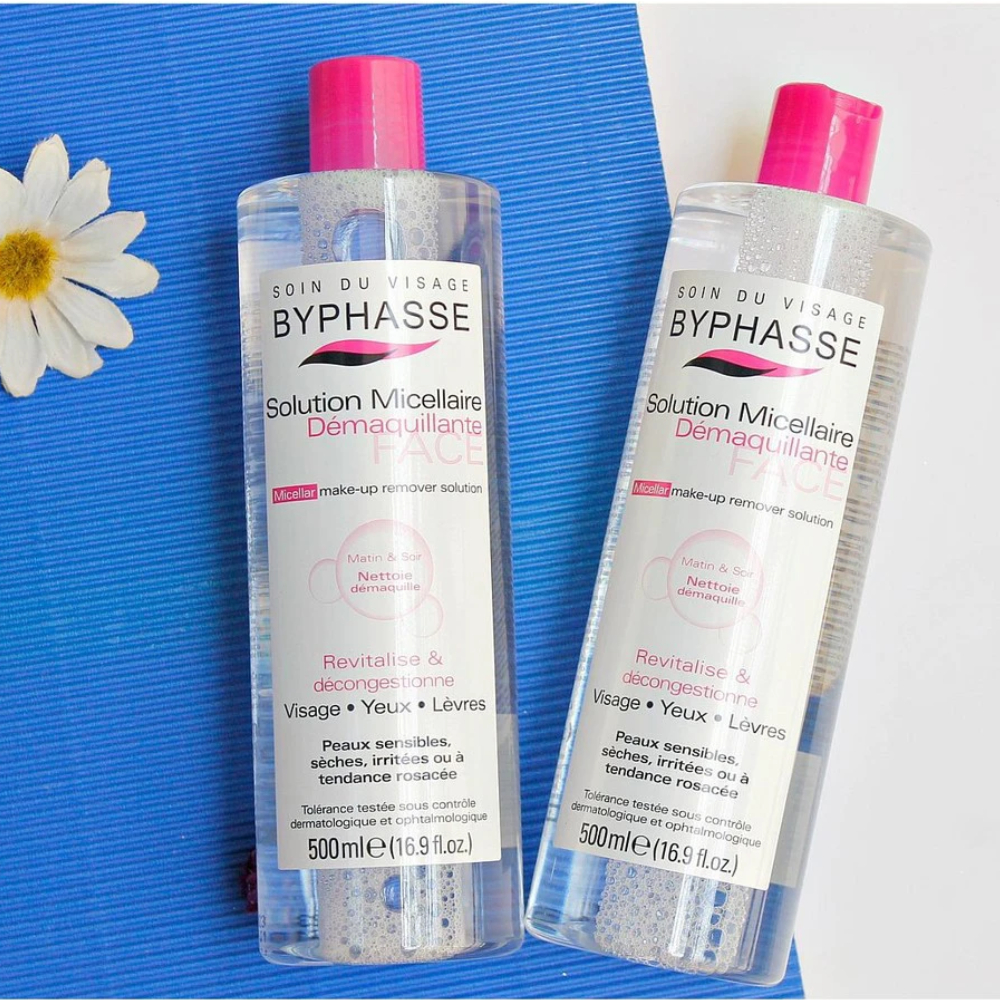 SOIN DU VISAGE
BYPHASSE
Solution Micellaire
Démaquillante
FACE
Micellar make-up remover solution
Matin & Soir
Nettoie
démaquille
Revitalise &
décongestionne
Visage • Yeux • Lèvres
Peaux sensibles,
sèches, irritées ou à
tendance rosacée
Tolérance testée sous contrôle
dermatologique et ophtalmologique
500ml e (16.9 fl.oz.)
SOIN DU VISAGE
BYPHASSE
Solution Micellaire
Démaquillante
FACE
Micellar make-up remover solution
Matin & Soir
Nettoie
démaquille
Revitalise &
décongestionne
Visage • Yeux • Lèvres
Peaux sensibles,
sèches, irritées ou à
tendance rosacée
Tolérance testée sous contrôle
dermatologique et ophtalmologique
500ml e (16.9 fl.oz.)